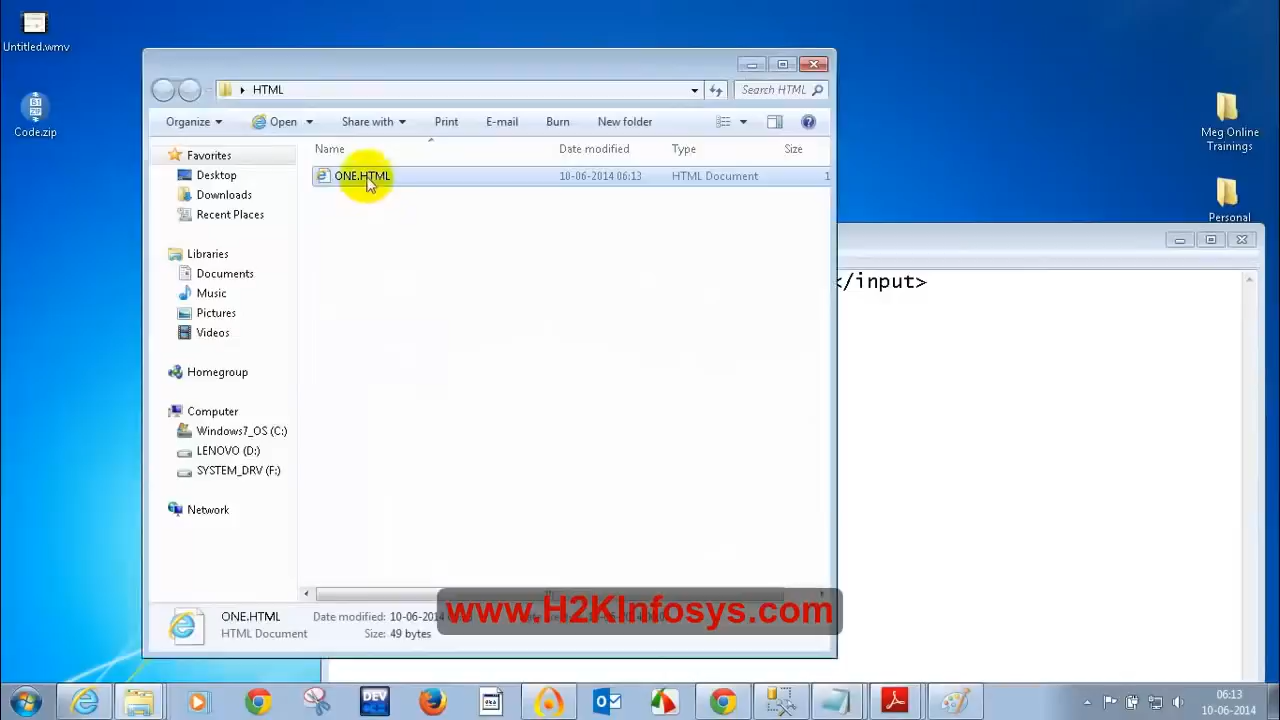 Untitled.wmv
Code.zip
Meg Online
Trainings
Personal
HTML
Search HTML
Organize
Open
Share with
Print
E-mail
Burn
New folder
Name
Date modified
Type
Size
ONE.HTML
10-06-2014 06:13
HTML Document
1
Favorites
Desktop
Downloads
Recent Places
Libraries
Documents
Music
Pictures
Videos
Homegroup
Computer
Windows7_OS (C:)
LENOVO (D:)
SYSTEM_DRV (F:)
Network
</input>
ONE.HTML
Date modified: 10-06-2014
HTML Document
Size: 49 bytes
www.H2KInfosys.com
DEV
06:13
10-06-2014